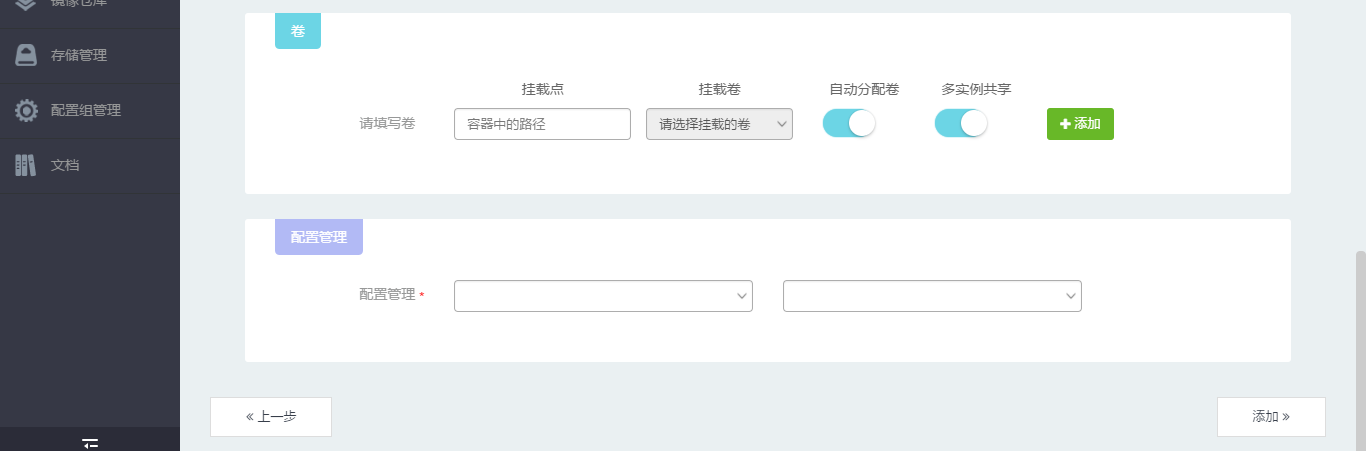 镜像仓库
存储管理
配置组管理
文档
卷
挂载点 挂载卷 自动分配卷 多实例共享
请填写卷 容器中的路径 请选择挂载的卷 添加
配置管理
配置管理 *
« 上一步 添加 »